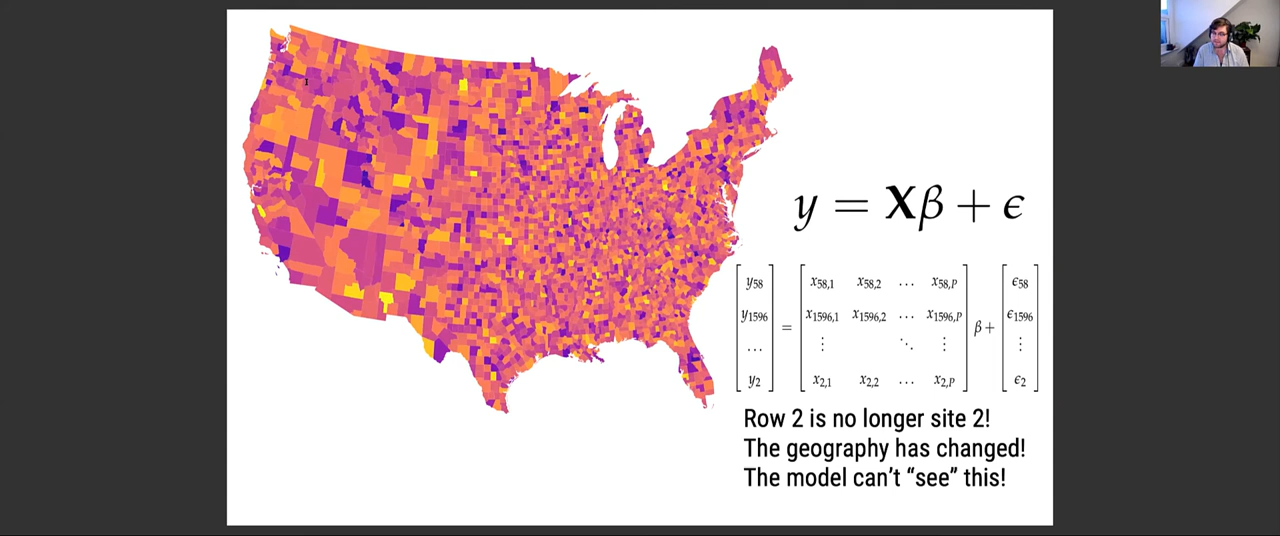 1
y = Xβ + ϵ
[y₅₈ y₁₅₉₆ … y₂] = [x₅₈,₁ x₅₈,₂ … x₅₈,P; x₁₅₉₆,₁ x₁₅₉₆,₂ … x₁₅₉₆,P; ⋮ ⋱ ⋮; x₂,₁ x₂,₂ … x₂,P] β + [ϵ₅₈ ϵ₁₅₉₆ ⋮ ϵ₂]
Row 2 is no longer site 2!
The geography has changed!
The model can’t “see” this!